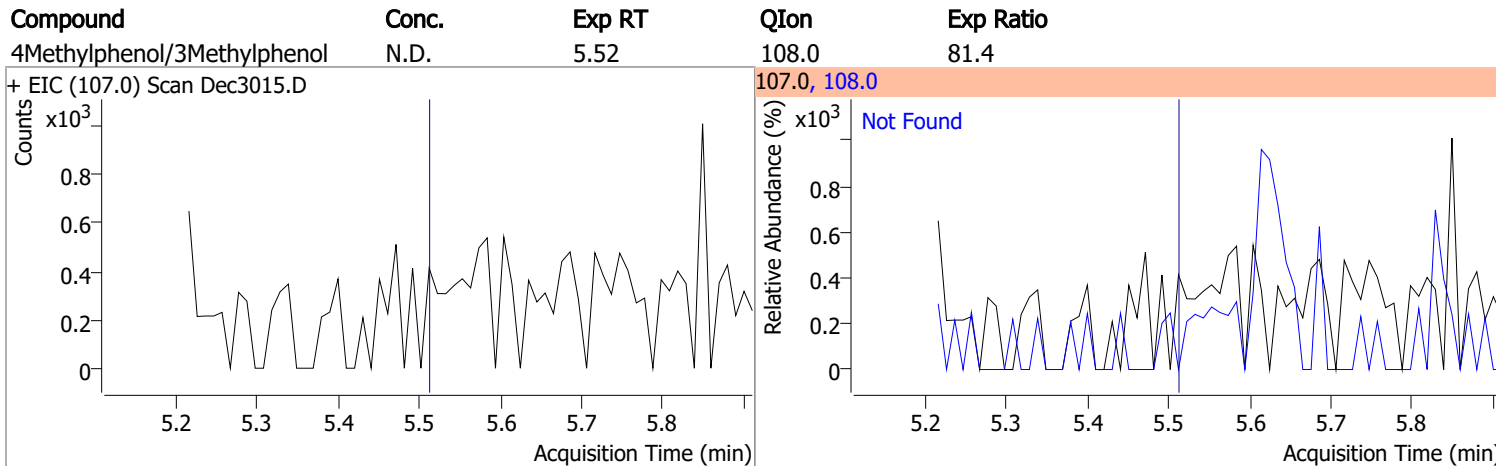 Compound Conc. Exp RT QIon Exp Ratio
4Methylphenol/3Methylphenol N.D. 5.52 108.0 81.4
+ EIC (107.0) Scan Dec3015.D
Counts
x10³
0.8
0.6
0.4
0.2
0
5.2 5.3 5.4 5.5 5.6 5.7 5.8
Acquisition Time (min)
107.0, 108.0
Relative Abundance (%)
x10³
Not Found
0.8
0.6
0.4
0.2
0
5.2 5.3 5.4 5.5 5.6 5.7 5.8
Acquisition Time (min)